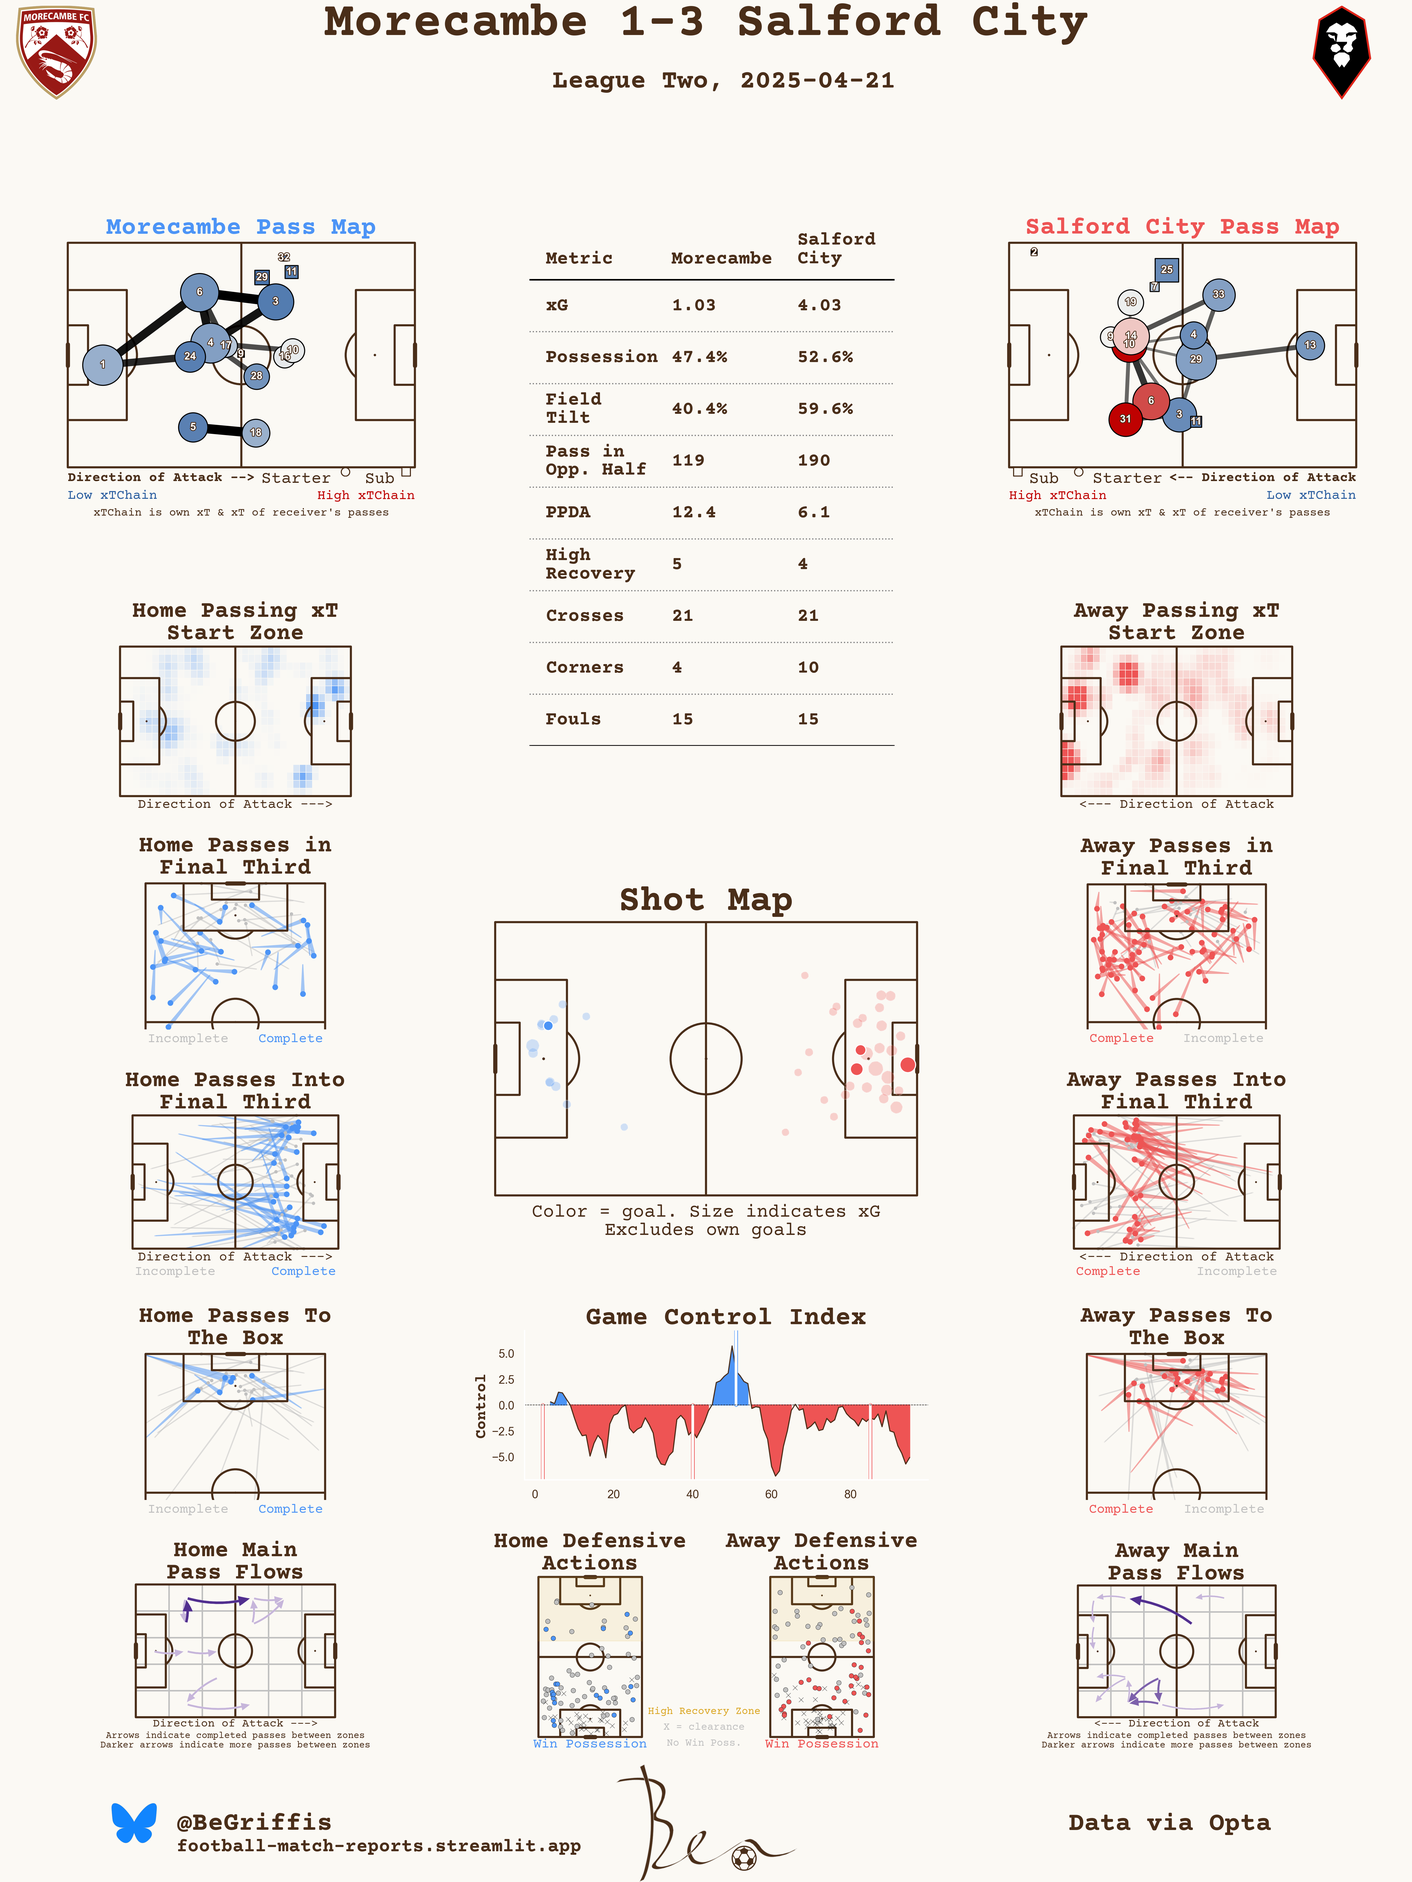 Morecambe 1-3 Salford City
League Two, 2025-04-21
MORECAMBE FC
Morecambe Pass Map
32
29
11
6
3
4
17
9
10
16
24
1
28
5
18
Direction of Attack --> Starter Sub
Low xTChain High xTChain
xTChain is own xT & xT of receiver's passes
Metric Morecambe Salford City
xG 1.03 4.03
Possession 47.4% 52.6%
Field Tilt 40.4% 59.6%
Pass in Opp. Half 119 190
PPDA 12.4 6.1
High Recovery 5 4
Crosses 21 21
Corners 4 10
Fouls 15 15
Salford City Pass Map
2
25
7
19
33
9
14
10
4
29
13
6
31
3
11
Sub Starter <-- Direction of Attack
High xTChain Low xTChain
xTChain is own xT & xT of receiver's passes
Home Passing xT
Start Zone
Direction of Attack --->
Away Passing xT
Start Zone
<--- Direction of Attack
Home Passes in
Final Third
Incomplete Complete
Away Passes in
Final Third
Complete Incomplete
Shot Map
Color = goal. Size indicates xG
Excludes own goals
Home Passes Into
Final Third
Direction of Attack --->
Incomplete Complete
Away Passes Into
Final Third
<--- Direction of Attack
Complete Incomplete
Home Passes To
The Box
Incomplete Complete
Game Control Index
Control
5.0
2.5
0.0
−2.5
−5.0
0 20 40 60 80
Away Passes To
The Box
Complete Incomplete
Home Main
Pass Flows
Direction of Attack --->
Arrows indicate completed passes between zones
Darker arrows indicate more passes between zones
Home Defensive
Actions
Win Possession
High Recovery Zone
X = clearance
No Win Poss.
Away Defensive
Actions
Win Possession
Away Main
Pass Flows
<--- Direction of Attack
Arrows indicate completed passes between zones
Darker arrows indicate more passes between zones
@BeGriffis
football-match-reports.streamlit.app
Ben
Data via Opta